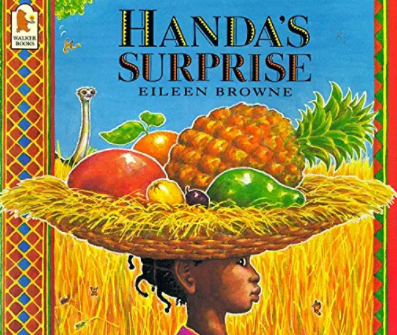 WALKER
BOOKS
HANDA'S
SURPRISE
EILEEN BROWNE